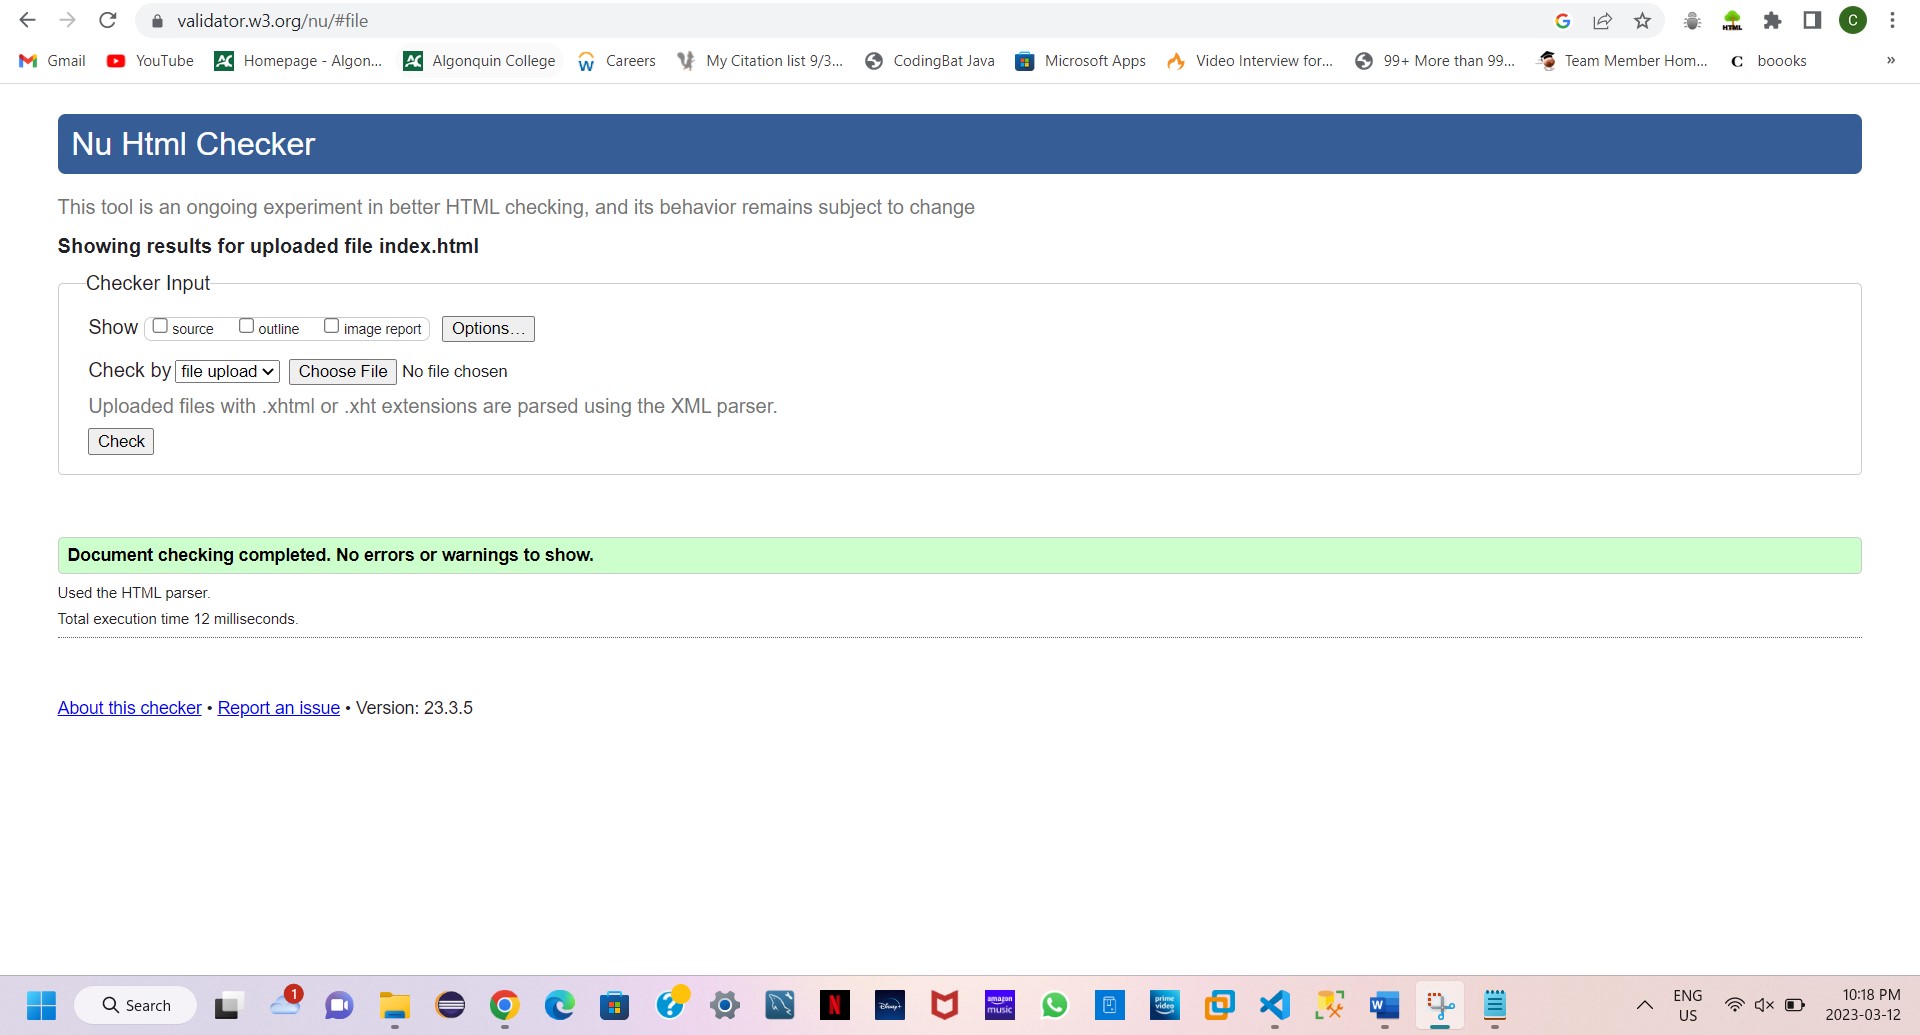 validator.w3.org/nu/#file
C
Gmail YouTube Homepage - Algon... Algonquin College Careers My Citation list 9/3... CodingBat Java Microsoft Apps Video Interview for... 99+ More than 99... Team Member Hom... boooks »
Nu Html Checker
This tool is an ongoing experiment in better HTML checking, and its behavior remains subject to change
Showing results for uploaded file index.html
Checker Input
Show source outline image report Options...
Check by file upload Choose File No file chosen
Uploaded files with .xhtml or .xht extensions are parsed using the XML parser.
Check
Document checking completed. No errors or warnings to show.
Used the HTML parser.
Total execution time 12 milliseconds.
About this checker • Report an issue • Version: 23.3.5
Search 1 amazon music prime video ENG 10:18 PM
US 2023-03-12